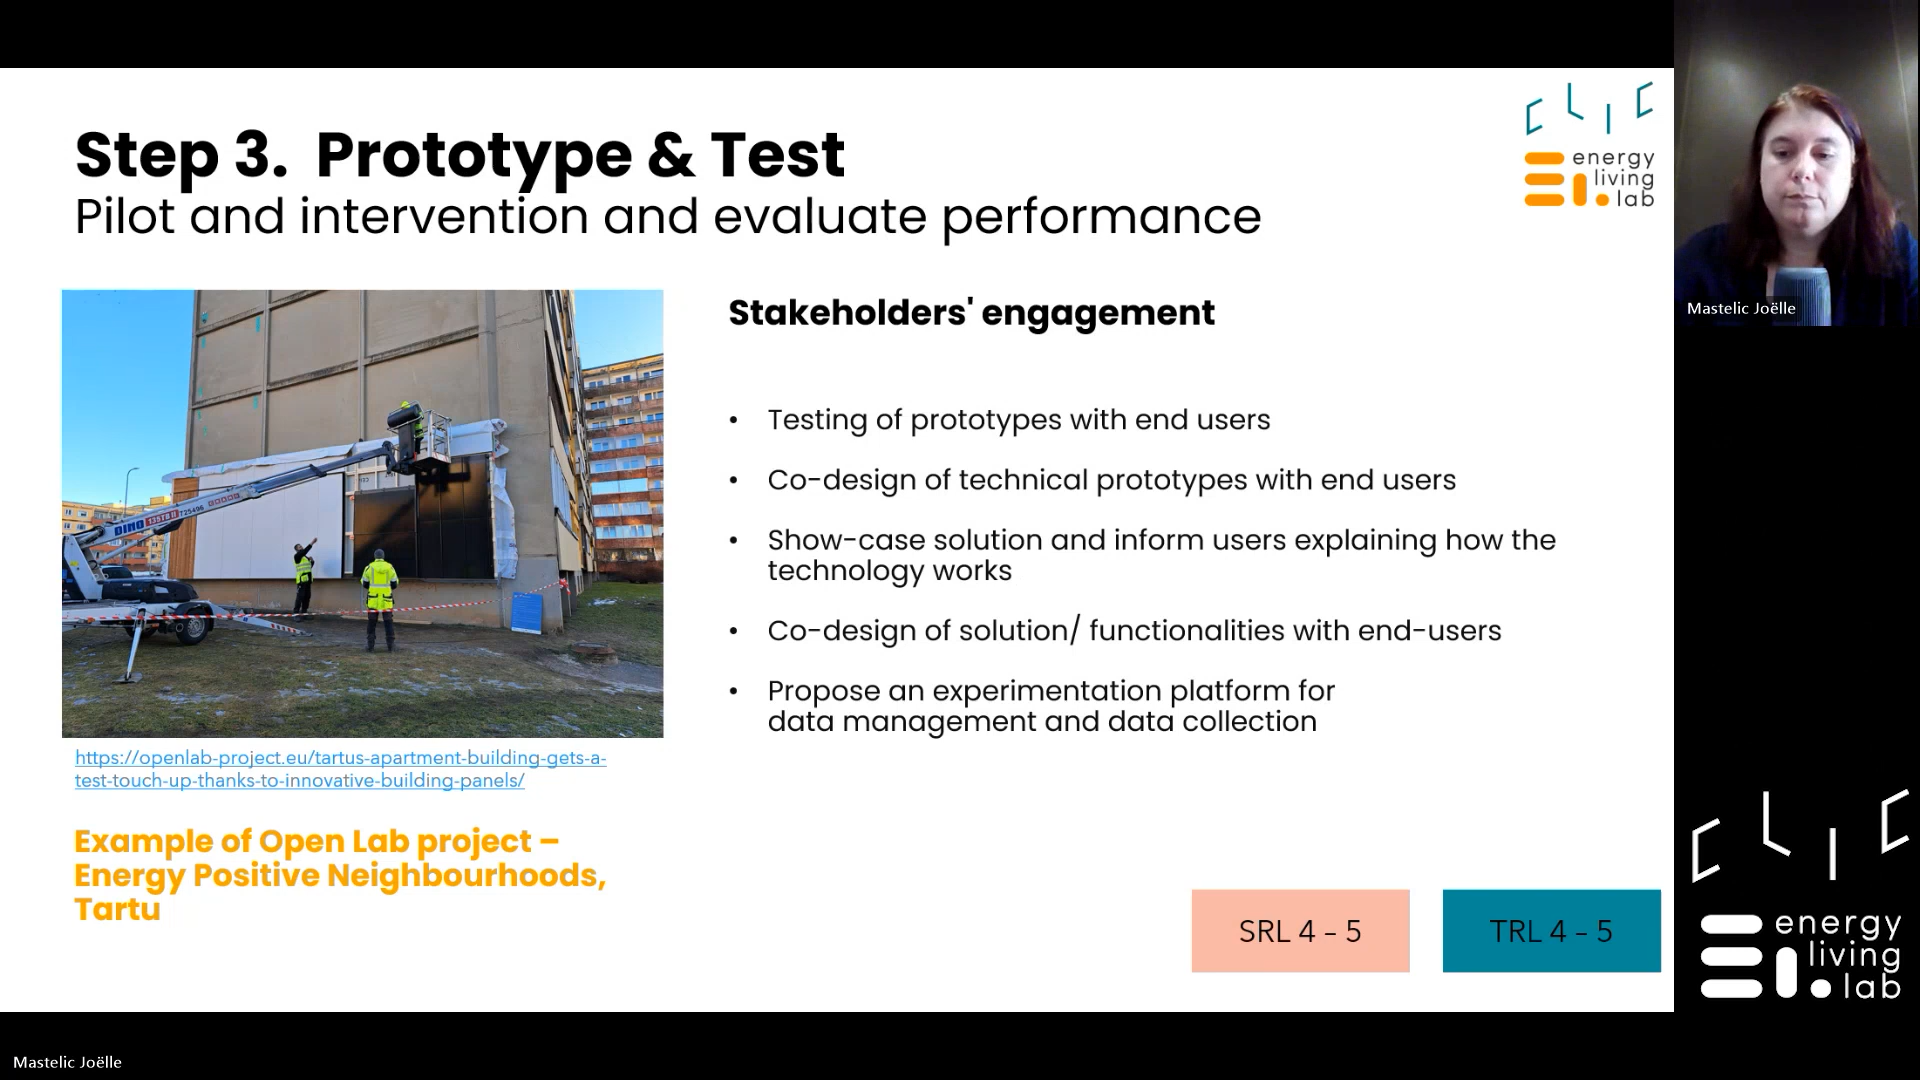 Step 3. Prototype & Test
Pilot and intervention and evaluate performance
CLIC
energy
living
lab
Mastelic Joëlle
Stakeholders' engagement
• Testing of prototypes with end users
• Co-design of technical prototypes with end users
• Show-case solution and inform users explaining how the
technology works
• Co-design of solution/ functionalities with end-users
• Propose an experimentation platform for
data management and data collection
DINO
https://openlab-project.eu/tartus-apartment-building-gets-a-
test-touch-up-thanks-to-innovative-building-panels/
Example of Open Lab project –
Energy Positive Neighbourhoods,
Tartu
SRL 4 – 5
TRL 4 – 5
CLIC
energy
living
lab
Mastelic Joëlle